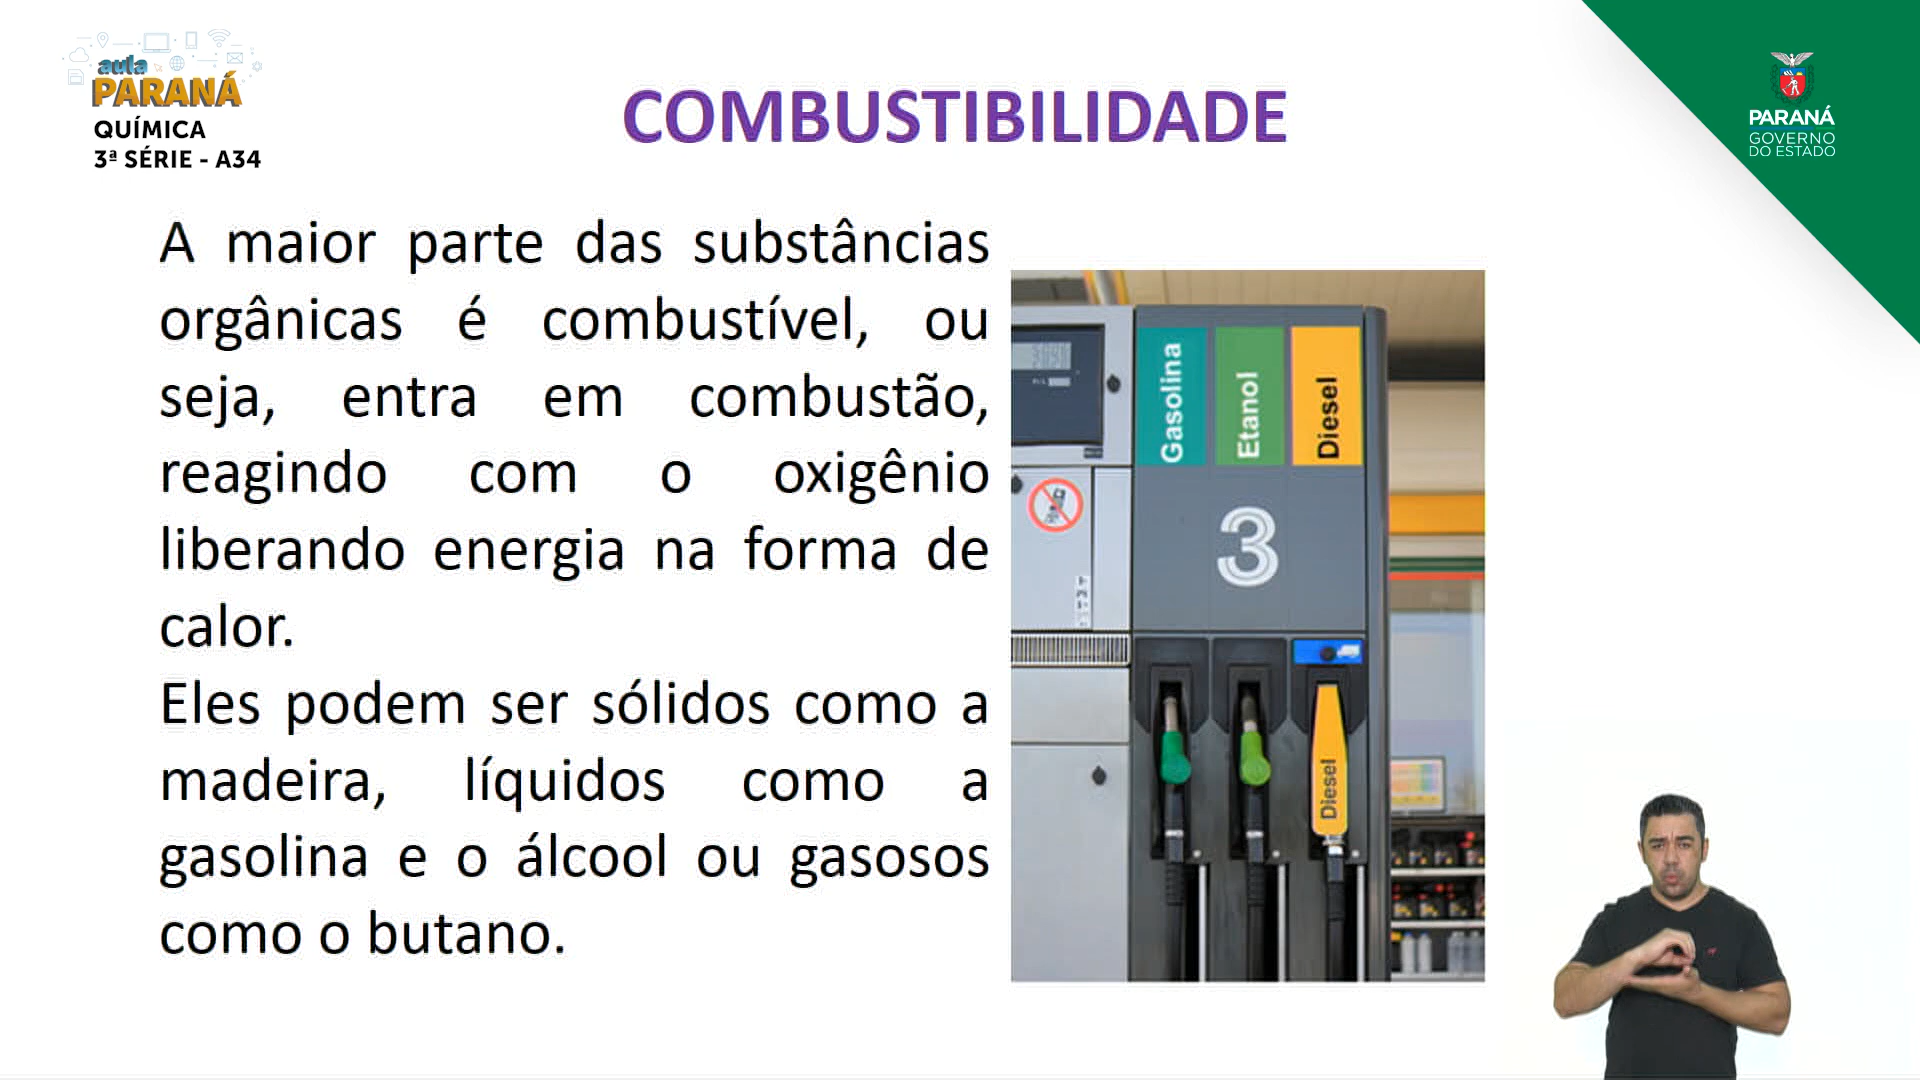 aula
PARANÁ
QUÍMICA
3ª SÉRIE - A34
COMBUSTIBILIDADE
PARANÁ
GOVERNO
DO ESTADO
A maior parte das substâncias
orgânicas é combustível, ou
seja, entra em combustão,
reagindo com o oxigênio
liberando energia na forma de
calor.
Eles podem ser sólidos como a
madeira, líquidos como a
gasolina e o álcool ou gasosos
como o butano.
Gasolina
Etanol
Diesel
3
Diesel